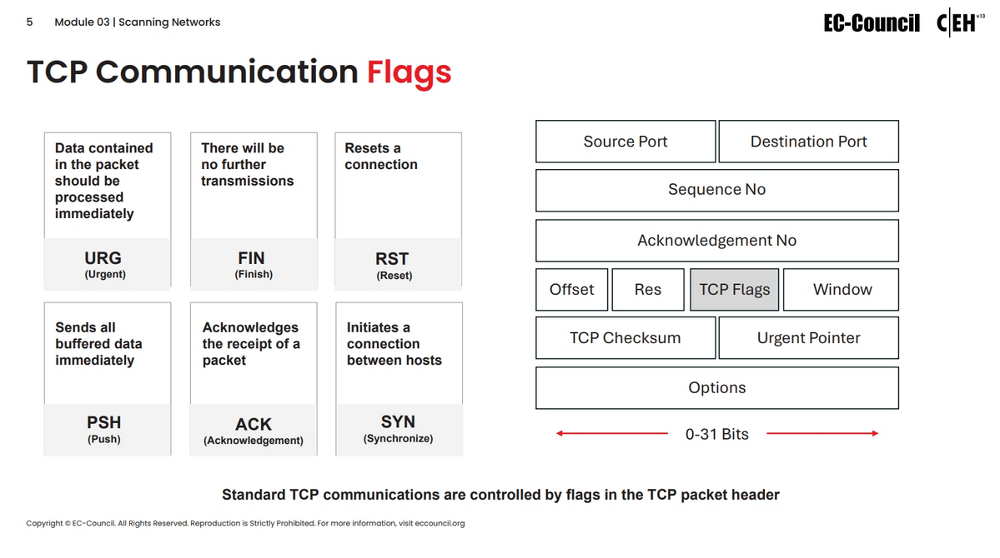 5 Module 03 | Scanning Networks
EC-Council C|EH v13
TCP Communication Flags
Data contained
in the packet
should be
processed
immediately
URG
(Urgent)
There will be
no further
transmissions
FIN
(Finish)
Resets a
connection
RST
(Reset)
Sends all
buffered data
immediately
PSH
(Push)
Acknowledges
the receipt of a
packet
ACK
(Acknowledgement)
Initiates a
connection
between hosts
SYN
(Synchronize)
Source Port Destination Port
Sequence No
Acknowledgement No
Offset Res TCP Flags Window
TCP Checksum Urgent Pointer
Options
0-31 Bits
Standard TCP communications are controlled by flags in the TCP packet header
Copyright © EC-Council. All Rights Reserved. Reproduction is Strictly Prohibited. For more information, visit eccouncil.org